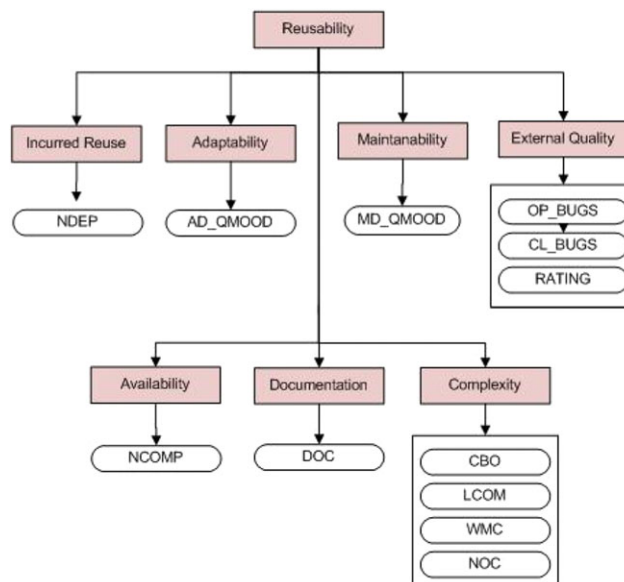 Reusability
Incurred Reuse
Adaptability
Maintanability
External Quality
NDEP
AD_QMOOD
MD_QMOOD
OP_BUGS
CL_BUGS
RATING
Availability
Documentation
Complexity
NCOMP
DOC
CBO
LCOM
WMC
NOC